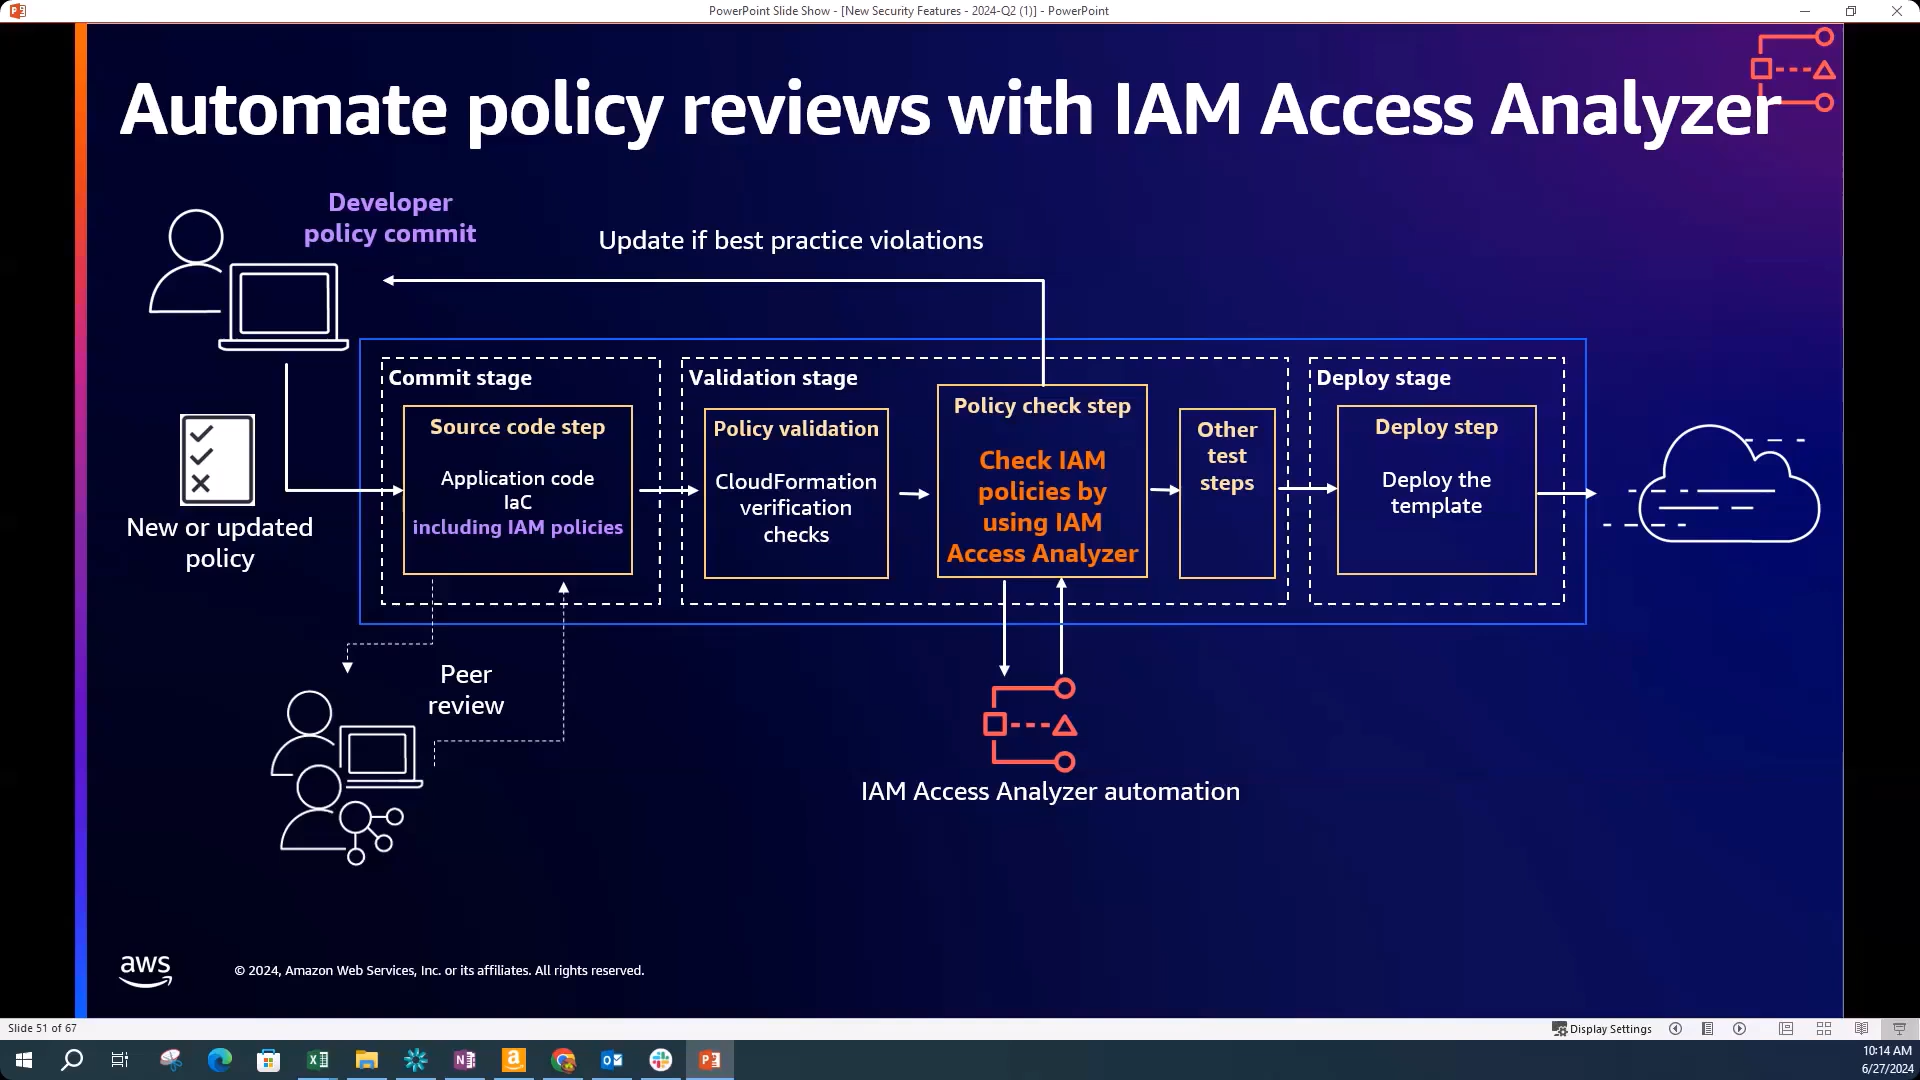 PowerPoint Slide Show - [New Security Features - 2024-Q2 (1)] - PowerPoint
Automate policy reviews with IAM Access Analyzer
Developer
policy commit
Update if best practice violations
New or updated
policy
Commit stage
Source code step
Application code
IaC
including IAM policies
Validation stage
Policy validation
CloudFormation
verification
checks
Policy check step
Check IAM
policies by
using IAM
Access Analyzer
Other
test
steps
Deploy stage
Deploy step
Deploy the
template
Peer
review
IAM Access Analyzer automation
aws
© 2024, Amazon Web Services, Inc. or its affiliates. All rights reserved.
Slide 51 of 67
Display Settings
10:14 AM
6/27/2024